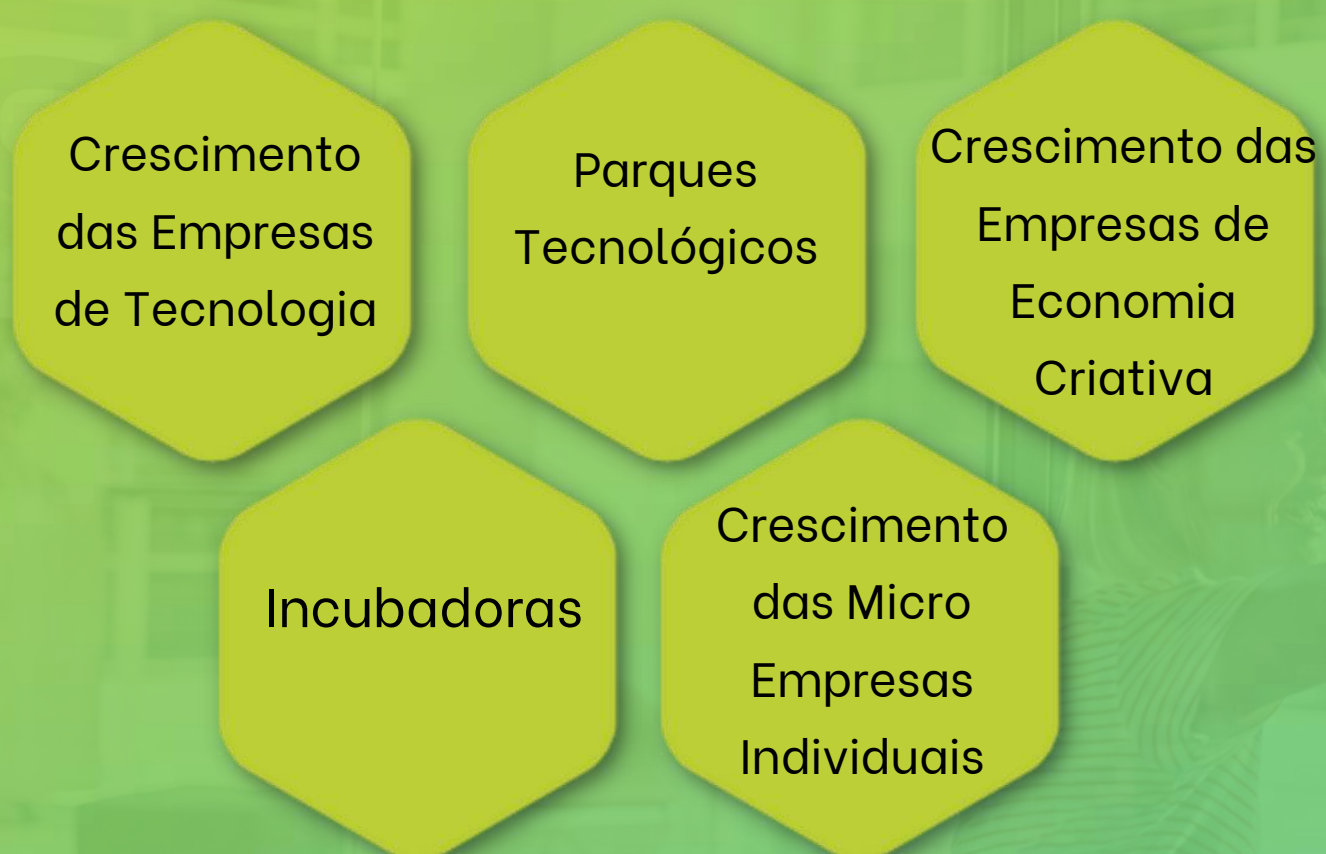 Crescimento
das Empresas
de Tecnologia
Parques
Tecnológicos
Crescimento das
Empresas de
Economia
Criativa
Incubadoras
Crescimento
das Micro
Empresas
Individuais